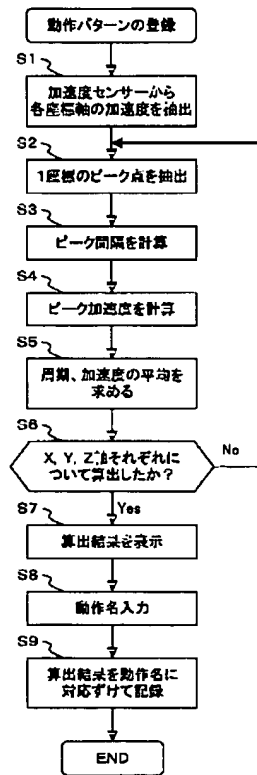 動作パターンの登録
S1
加速度センサーから
各座標軸の加速度を抽出
S2
1座標のピーク点を抽出
S3
ピーク間隔を計算
S4
ピーク加速度を計算
S5
周期、加速度の平均を
求める
S6
X, Y, Z軸それぞれに
ついて算出したか？
No
Yes
S7
算出結果を表示
S8
動作名入力
S9
算出結果を動作名に
対応ずけて記録
END